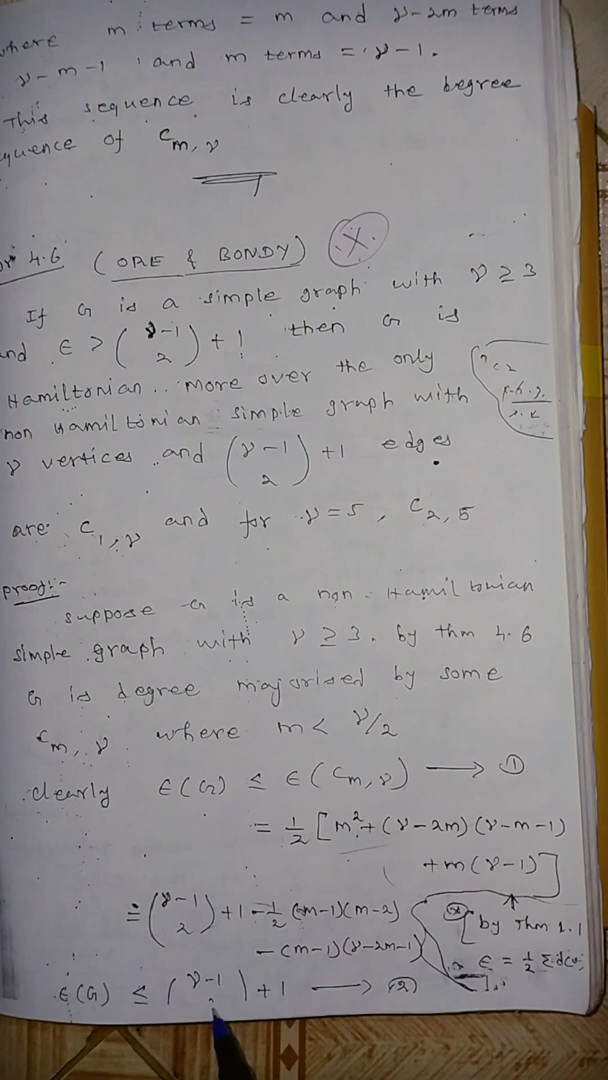 where m terms = m and γ-2m terms
γ-m-1 and m terms = γ-1.
This sequence is clearly the begree
quence of Cm,γ
or 4.6 (ORE & BONDY) X.
If G is a simple graph with γ ≥ 3
and ϵ > (γ-1 2) + 1 then G is
Hamiltonian.. more over the only
non Hamiltonian simple graph with
γ vertices and (γ-1 2) +1 edges
are C1,γ and for γ=5, C2,5
proof:-
suppose G is a non-Hamiltonian
simple graph with γ ≥ 3. by thm 4.6
G is degree majorised by some
Cm,γ where m< γ/2
clearly ϵ(G) ≤ ϵ(Cm,γ) → ①
= 1/2 [m²+(γ-2m)(γ-m-1)
+m(γ-1)]
= (γ-1 2) +1 -1/2 (m-1)(m-2)
-(m-1)(γ-2m-1)
by Thm 1.1
ϵ = 1/2 Σd(v)
ϵ(G) ≤ (γ-1 2) +1 → ②